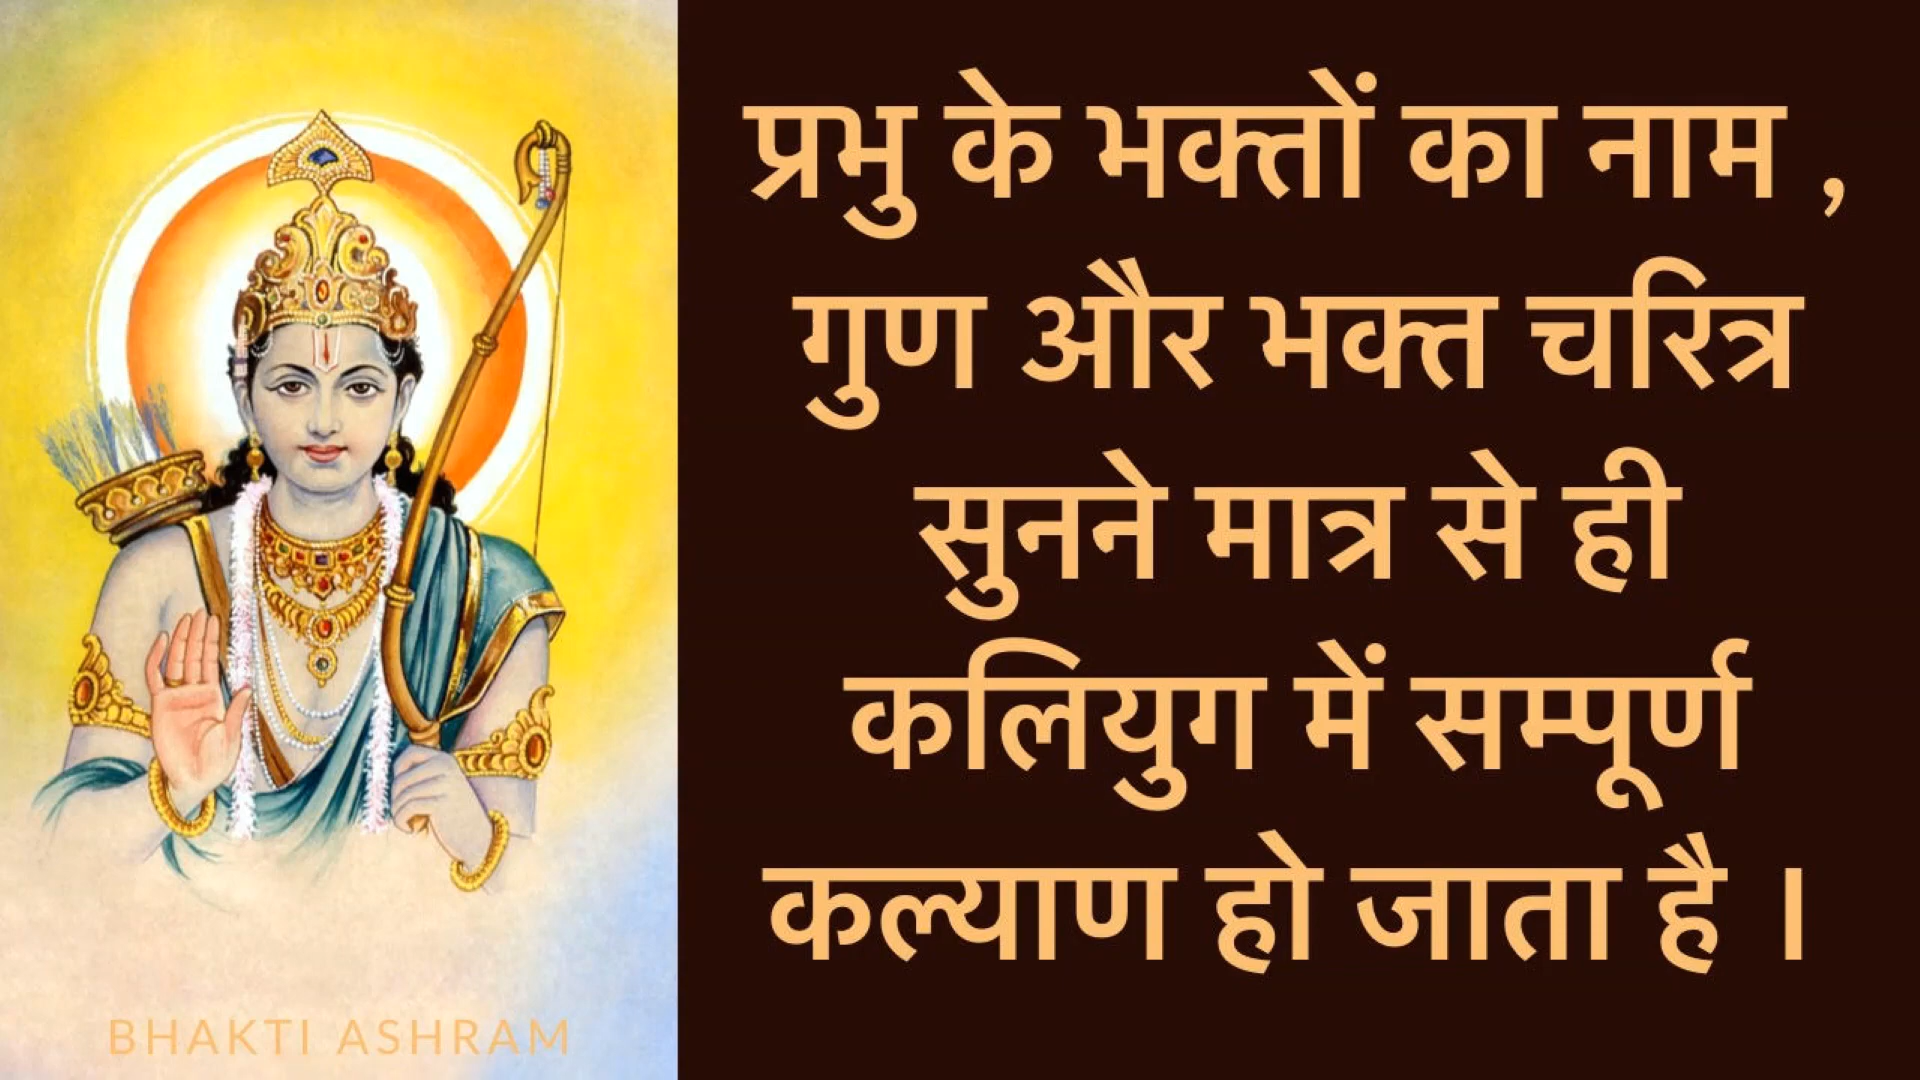 प्रभु के भक्तों का नाम ,
गुण और भक्त चरित्र
सुनने मात्र से ही
कलियुग में सम्पूर्ण
कल्याण हो जाता है ।
BHAKTI ASHRAM